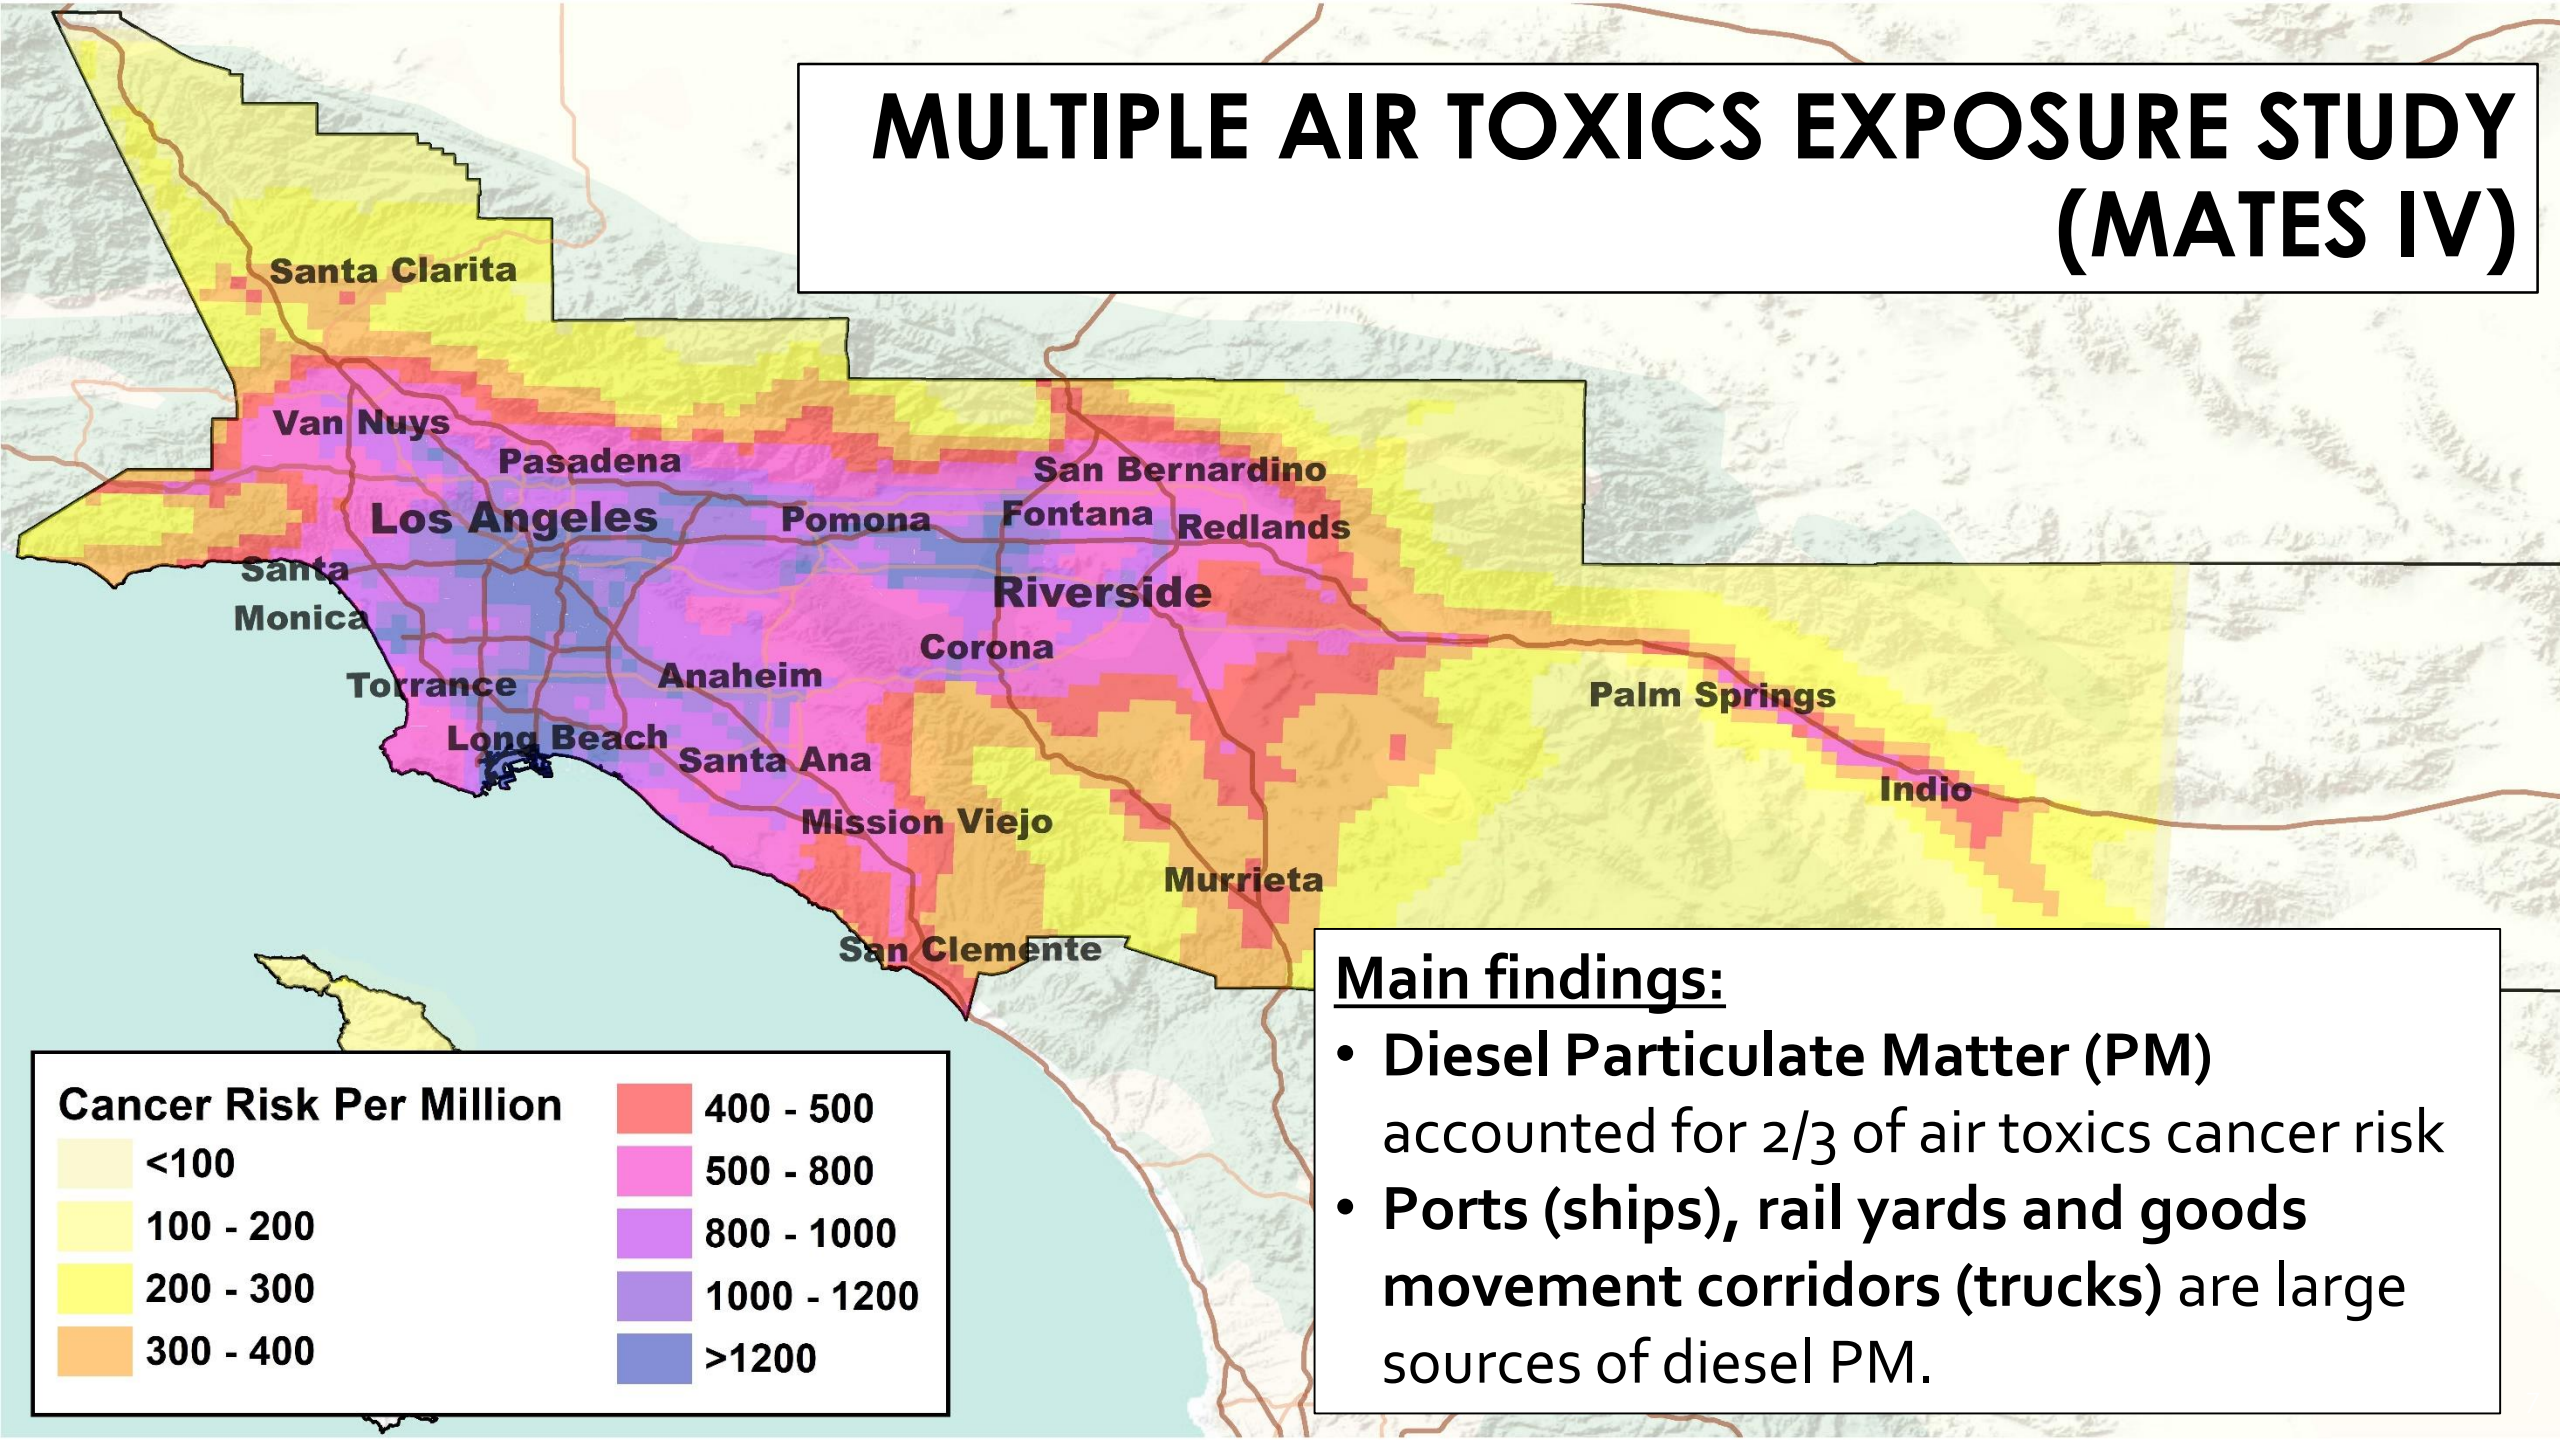 MULTIPLE AIR TOXICS EXPOSURE STUDY
(MATES IV)
Santa Clarita
Van Nuys
Pasadena
San Bernardino
Los Angeles
Pomona
Fontana
Redlands
Santa
Monica
Riverside
Corona
Torrance
Anaheim
Palm Springs
Long Beach
Santa Ana
Indio
Mission Viejo
Murrieta
San Clemente
Main findings:
• Diesel Particulate Matter (PM)
accounted for 2/3 of air toxics cancer risk
• Ports (ships), rail yards and goods
movement corridors (trucks) are large
sources of diesel PM.
Cancer Risk Per Million
<100
100 - 200
200 - 300
300 - 400
400 - 500
500 - 800
800 - 1000
1000 - 1200
>1200